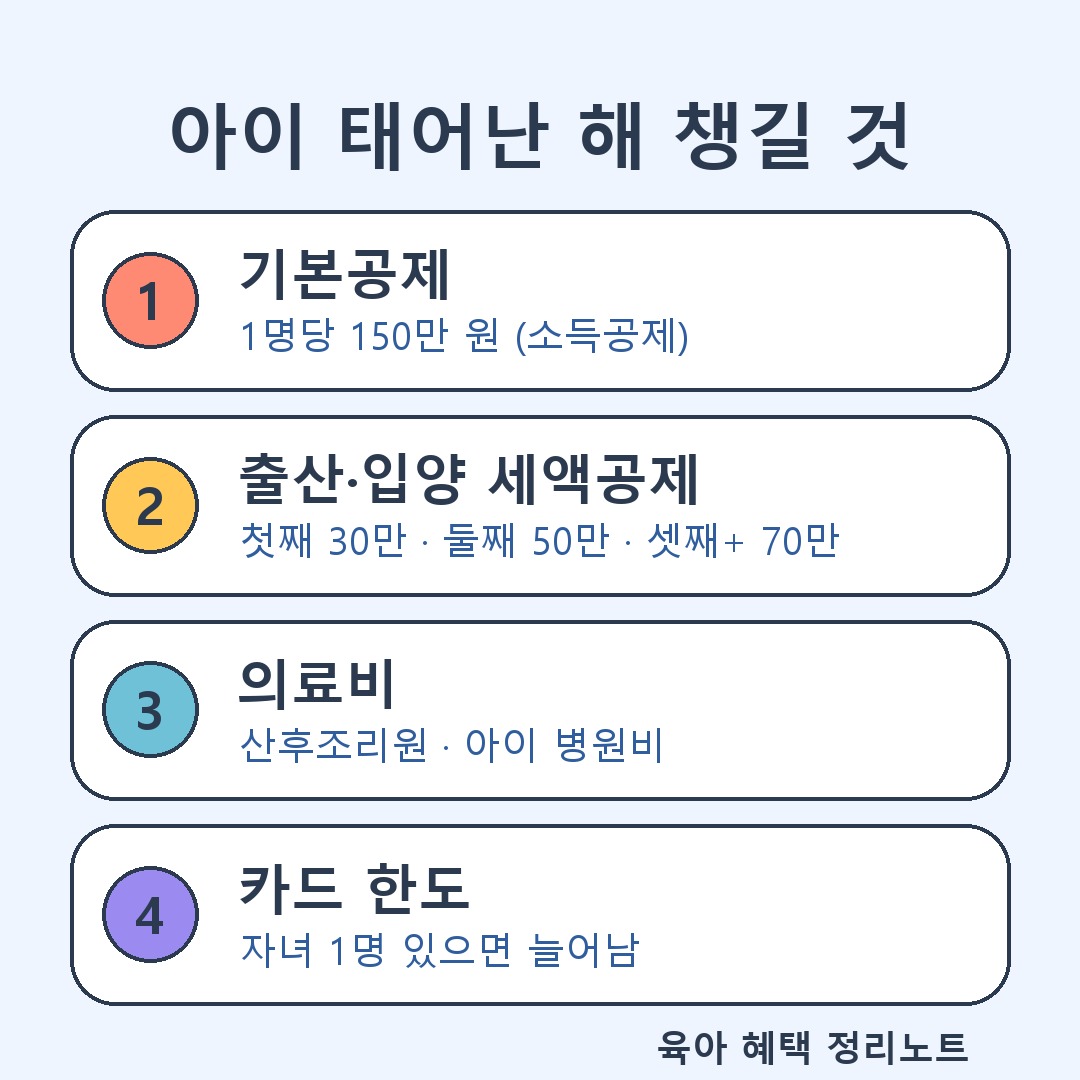 아이 태어난 해 챙길 것
1
기본공제
1명당 150만 원 (소득공제)
2
출산·입양 세액공제
첫째 30만 · 둘째 50만 · 셋째+ 70만
3
의료비
산후조리원 · 아이 병원비
4
카드 한도
자녀 1명 있으면 늘어남
육아 혜택 정리노트